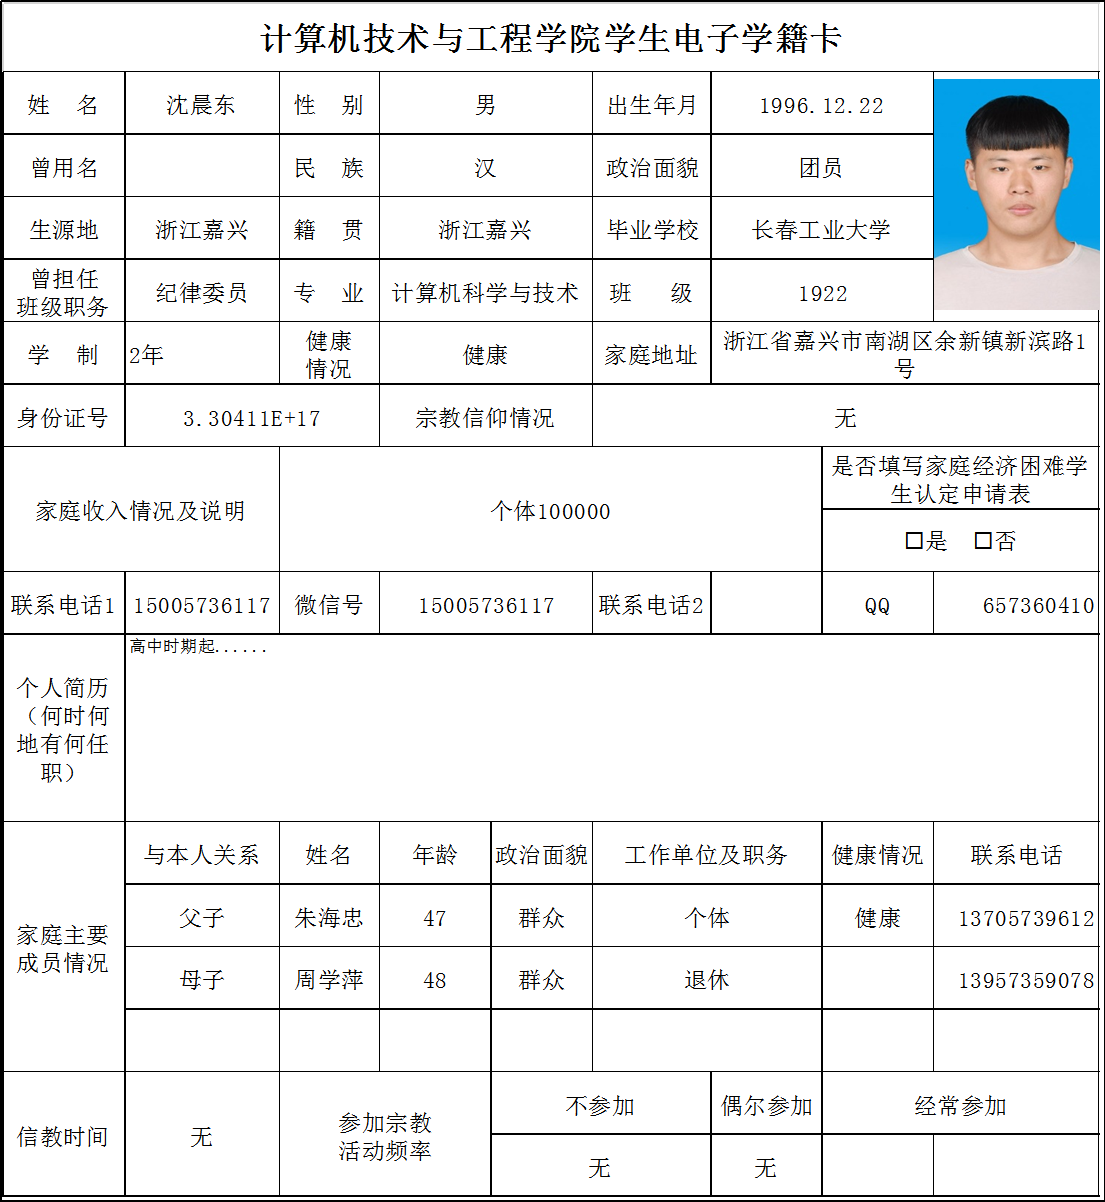 计算机技术与工程学院学生电子学籍卡
姓 名 沈晨东 性 别 男 出生年月 1996.12.22
曾用名 民 族 汉 政治面貌 团员
生源地 浙江嘉兴 籍 贯 浙江嘉兴 毕业学校 长春工业大学
曾担任
班级职务 纪律委员 专 业 计算机科学与技术 班 级 1922
学 制 2年 健康
情况 健康 家庭地址 浙江省嘉兴市南湖区余新镇新滨路1
号
身份证号 3.30411E+17 宗教信仰情况 无
家庭收入情况及说明 个体100000 是否填写家庭经济困难学
生认定申请表
□是 □否
联系电话1 15005736117 微信号 15005736117 联系电话2 QQ 657360410
个人简历
（何时何
地有何任
职）
高中时期起......
家庭主要
成员情况
与本人关系 姓名 年龄 政治面貌 工作单位及职务 健康情况 联系电话
父子 朱海忠 47 群众 个体 健康 13705739612
母子 周学萍 48 群众 退休 13957359078
信教时间 无 参加宗教
活动频率
不参加 偶尔参加 经常参加
无 无